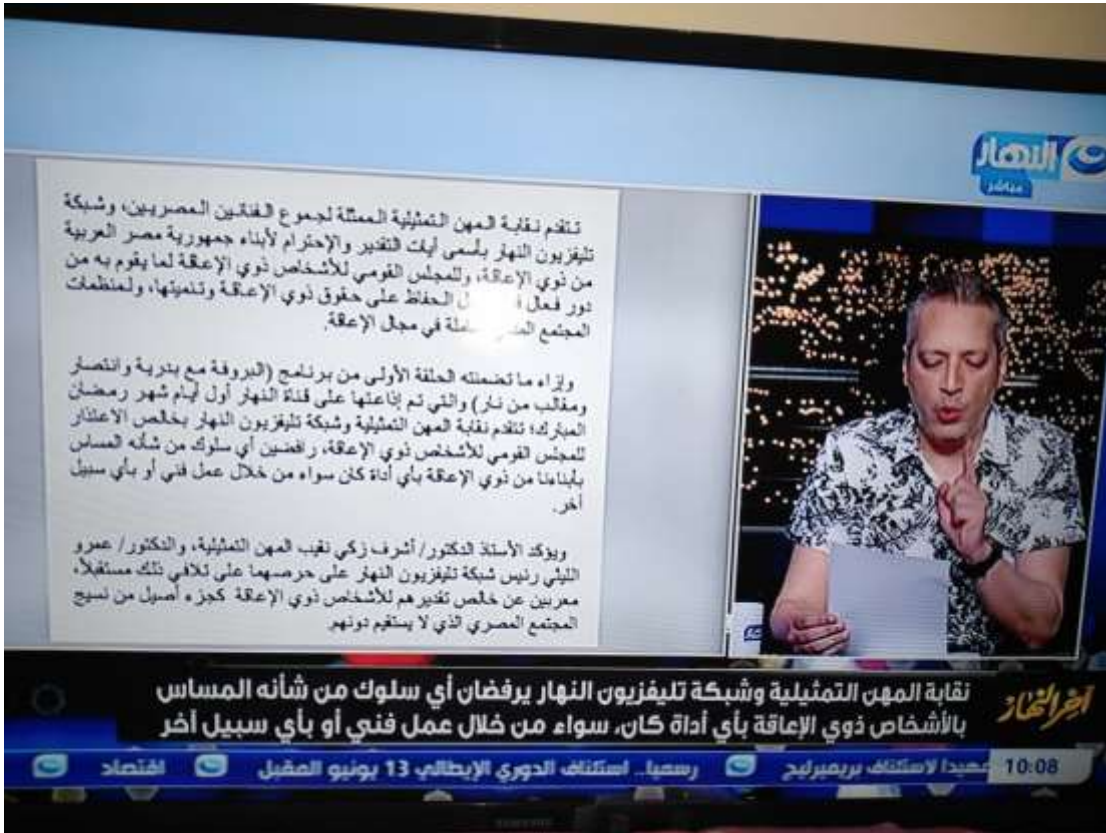 النهار
مباشر
تتقدم نقابة المهن التمثيلية الممثلة لجموع الفنانين المصريين، وشبكة
تليفزيون النهار بأسمى أيات التقدير والإحترام لأبناء جمهورية مصر العربية
من ذوي الإعاقة، وللمجلس القومي للأشخاص ذوي الإعاقة لما يقوم به من
دور فعال الحفاظ على حقوق ذوي الإعاقة وتنميتها، ولمنظمات
المجتمع في مجال الإعاقة.
وإزاء ما تضمنته الحلقة الأولى من برنامج (البروفة مع بدرية وانتصار
ومقالب من نار) والتي تم إذاعتها على قناة النهار أول أيام شهر رمضان
المبارك؛ تتقدم نقابة المهن التمثيلية وشبكة تليفزيون النهار بخالص الاعتذار
للمجلس القومي للأشخاص ذوي الإعاقة، رافضين أي سلوك من شأنه المساس
بأبناءنا من ذوي الإعاقة بأي أداة كان سواء من خلال عمل فني أو بأي سبيل
أخر.
ويؤكد الأستاذ الدكتور/ أشرف زكي نقيب المهن التمثيلية، والدكتور/ عمرو
الليثي رئيس شبكة تليفزيون النهار على حرصهما على تلافي ذلك مستقبلاً،
معربين عن خالص تقديرهم للأشخاص ذوي الإعاقة كجزء أصيل من نسيج
المجتمع المصري الذي لا يستقيم دونهم.
آخر النهار
نقابة المهن التمثيلية وشبكة تليفزيون النهار يرفضان أي سلوك من شأنه المساس
بالأشخاص ذوي الإعاقة بأي أداة كان، سواء من خلال عمل فني أو بأي سبيل أخر
10:08 لاستئناف بريميرليج رسميا.. استئناف الدوري الإيطالي 13 يونيو المقبل اقتصاد
SAMSUNG